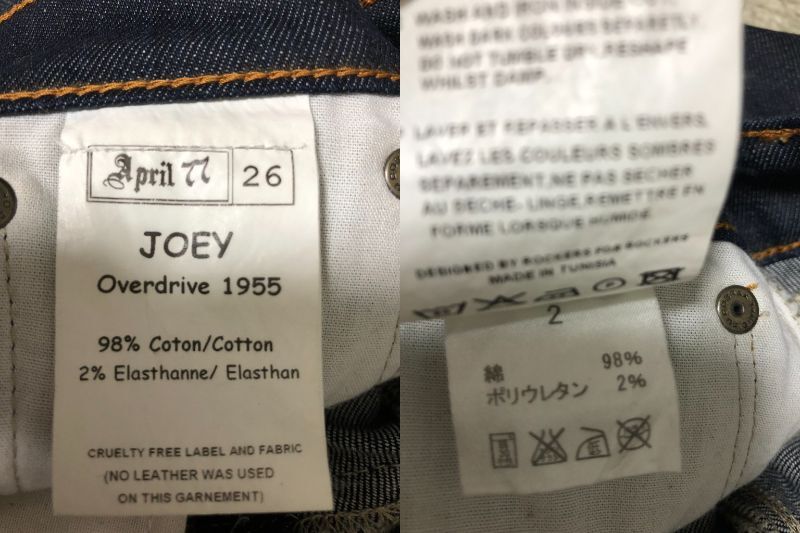 April 77
26
JOEY
Overdrive 1955
98% Coton/Cotton
2% Elasthanne/ Elasthan
CRUELTY FREE LABEL AND FABRIC
(NO LEATHER WAS USED
ON THIS GARNEMENT)
WASH DARK COLOURS SEPARETLY.
DO NOT TUMBLE DRY, RESHAPE
WHILST DAMP.
LAVER ET REPASSER A L'ENVERS,
LAVEZ LES COULEURS SOMBRES
SEPAREMENT, NE PAS SECHER
AU SECHE- LINGE, REMETTRE EN
FORME LORSQUE HUMIDE.
DESIGNED BY ROCKERS FOR ROCKERS
MADE IN TUNISIA
2
綿 98%
ポリウレタン 2%